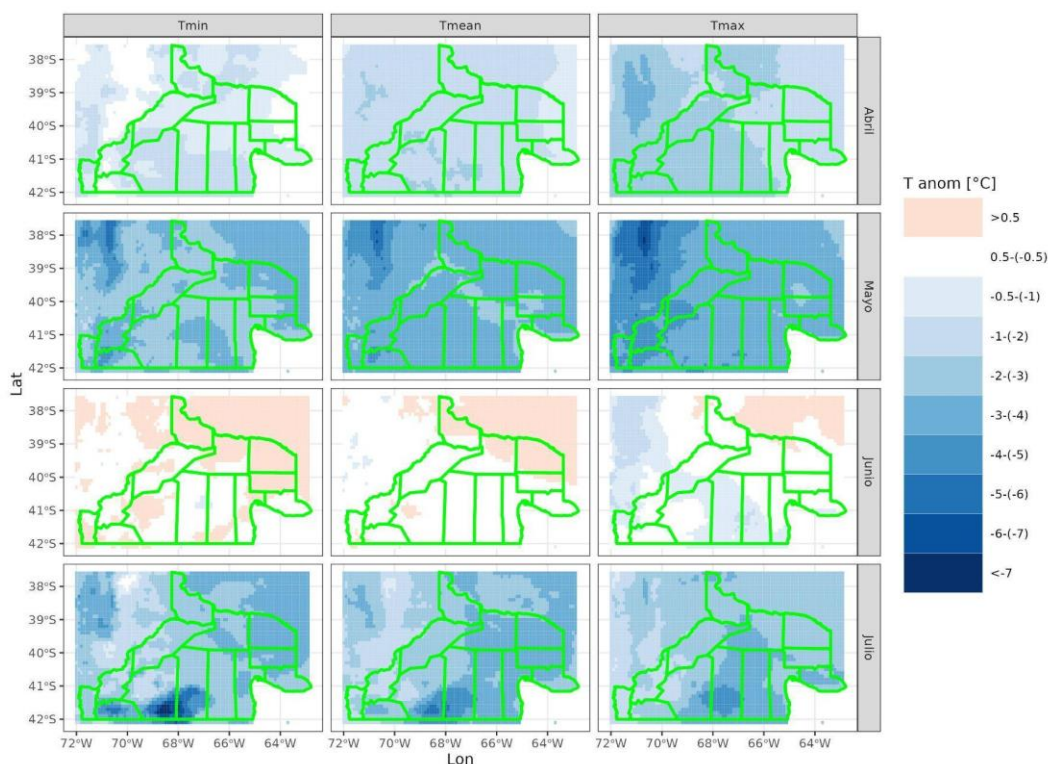 Tmin Tmean Tmax
38°S
39°S
40°S
41°S
42°S
Abril
38°S
39°S
40°S
41°S
42°S
Mayo
Lat
38°S
39°S
40°S
41°S
42°S
Junio
38°S
39°S
40°S
41°S
42°S
Julio
72°W 70°W 68°W 66°W 64°W 72°W 70°W 68°W 66°W 64°W 72°W 70°W 68°W 66°W 64°W
Lon
T anom [°C]
>0.5
0.5-(-0.5)
-0.5-(-1)
-1-(-2)
-2-(-3)
-3-(-4)
-4-(-5)
-5-(-6)
-6-(-7)
<-7